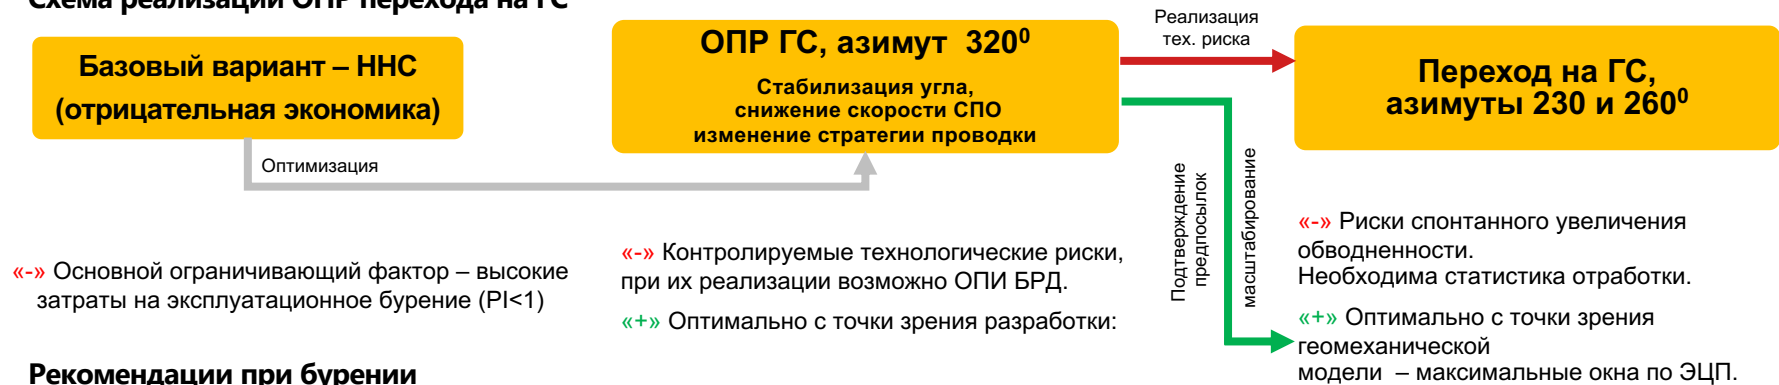 Схема реализации ОПР перехода на ГС
Базовый вариант – ННС
(отрицательная экономика)
Оптимизация
ОПР ГС, азимут 320⁰
Стабилизация угла,
снижение скорости СПО
изменение стратегии проводки
Реализация
тех. риска
Переход на ГС,
азимуты 230 и 260⁰
Подтверждение
предпосылок
масштабирование
«-» Основной ограничивающий фактор – высокие
затраты на эксплуатационное бурение (PI<1)
«-» Контролируемые технологические риски,
при их реализации возможно ОПИ БРД.
«+» Оптимально с точки зрения разработки:
«-» Риски спонтанного увеличения
обводненности.
Необходима статистика отработки.
«+» Оптимально с точки зрения
геомеханической
модели – максимальные окна по ЭЦП.
Рекомендации при бурении